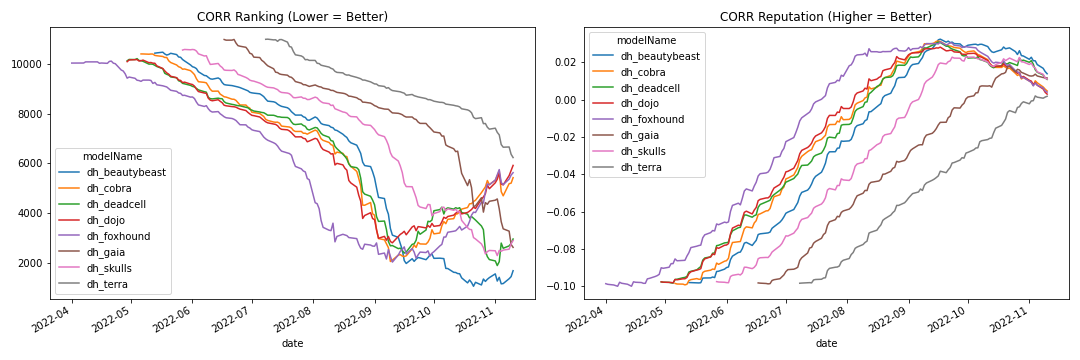 CORR Ranking (Lower = Better)
10000
8000
6000
4000
2000
modelName
dh_beautybeast
dh_cobra
dh_deadcell
dh_dojo
dh_foxhound
dh_gaia
dh_skulls
dh_terra
2022-04
2022-05
2022-06
2022-07
2022-08
2022-09
2022-10
2022-11
date
CORR Reputation (Higher = Better)
0.02
0.00
−0.02
−0.04
−0.06
−0.08
−0.10
modelName
dh_beautybeast
dh_cobra
dh_deadcell
dh_dojo
dh_foxhound
dh_gaia
dh_skulls
dh_terra
2022-04
2022-05
2022-06
2022-07
2022-08
2022-09
2022-10
2022-11
date